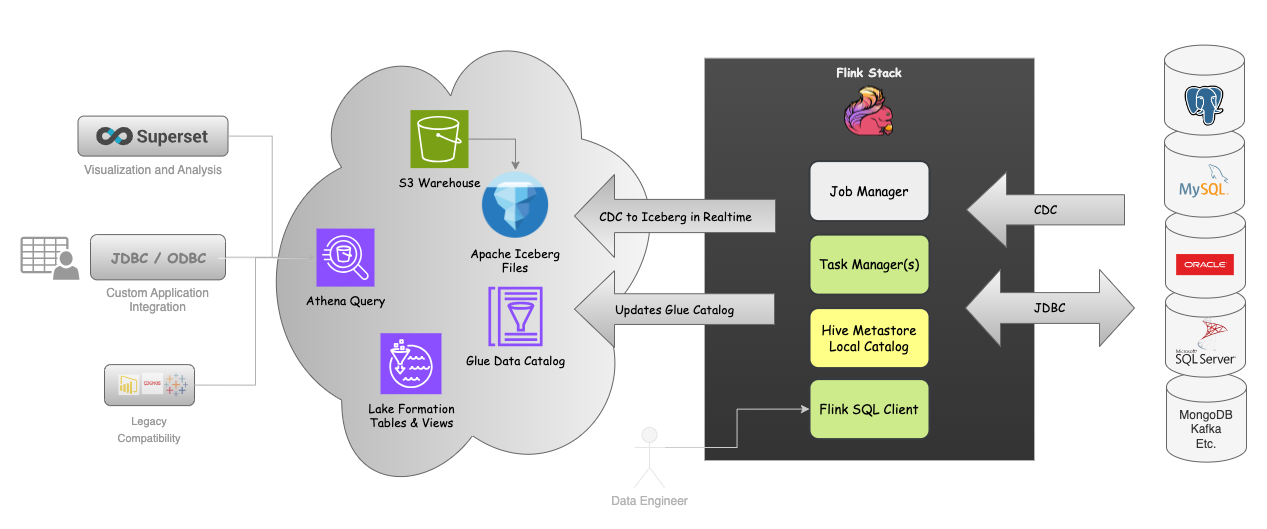 Superset
Visualization and Analysis
JDBC / ODBC
Custom Application
Integration
Legacy
Compatibility
S3 Warehouse
Apache Iceberg
Files
Athena Query
Glue Data Catalog
Lake Formation
Tables & Views
CDC to Iceberg in Realtime
Updates Glue Catalog
Flink Stack
Job Manager
Task Manager(s)
Hive Metastore
Local Catalog
Flink SQL Client
Data Engineer
CDC
JDBC
MySQL
ORACLE
Microsoft
SQL Server
MongoDB
Kafka
Etc.